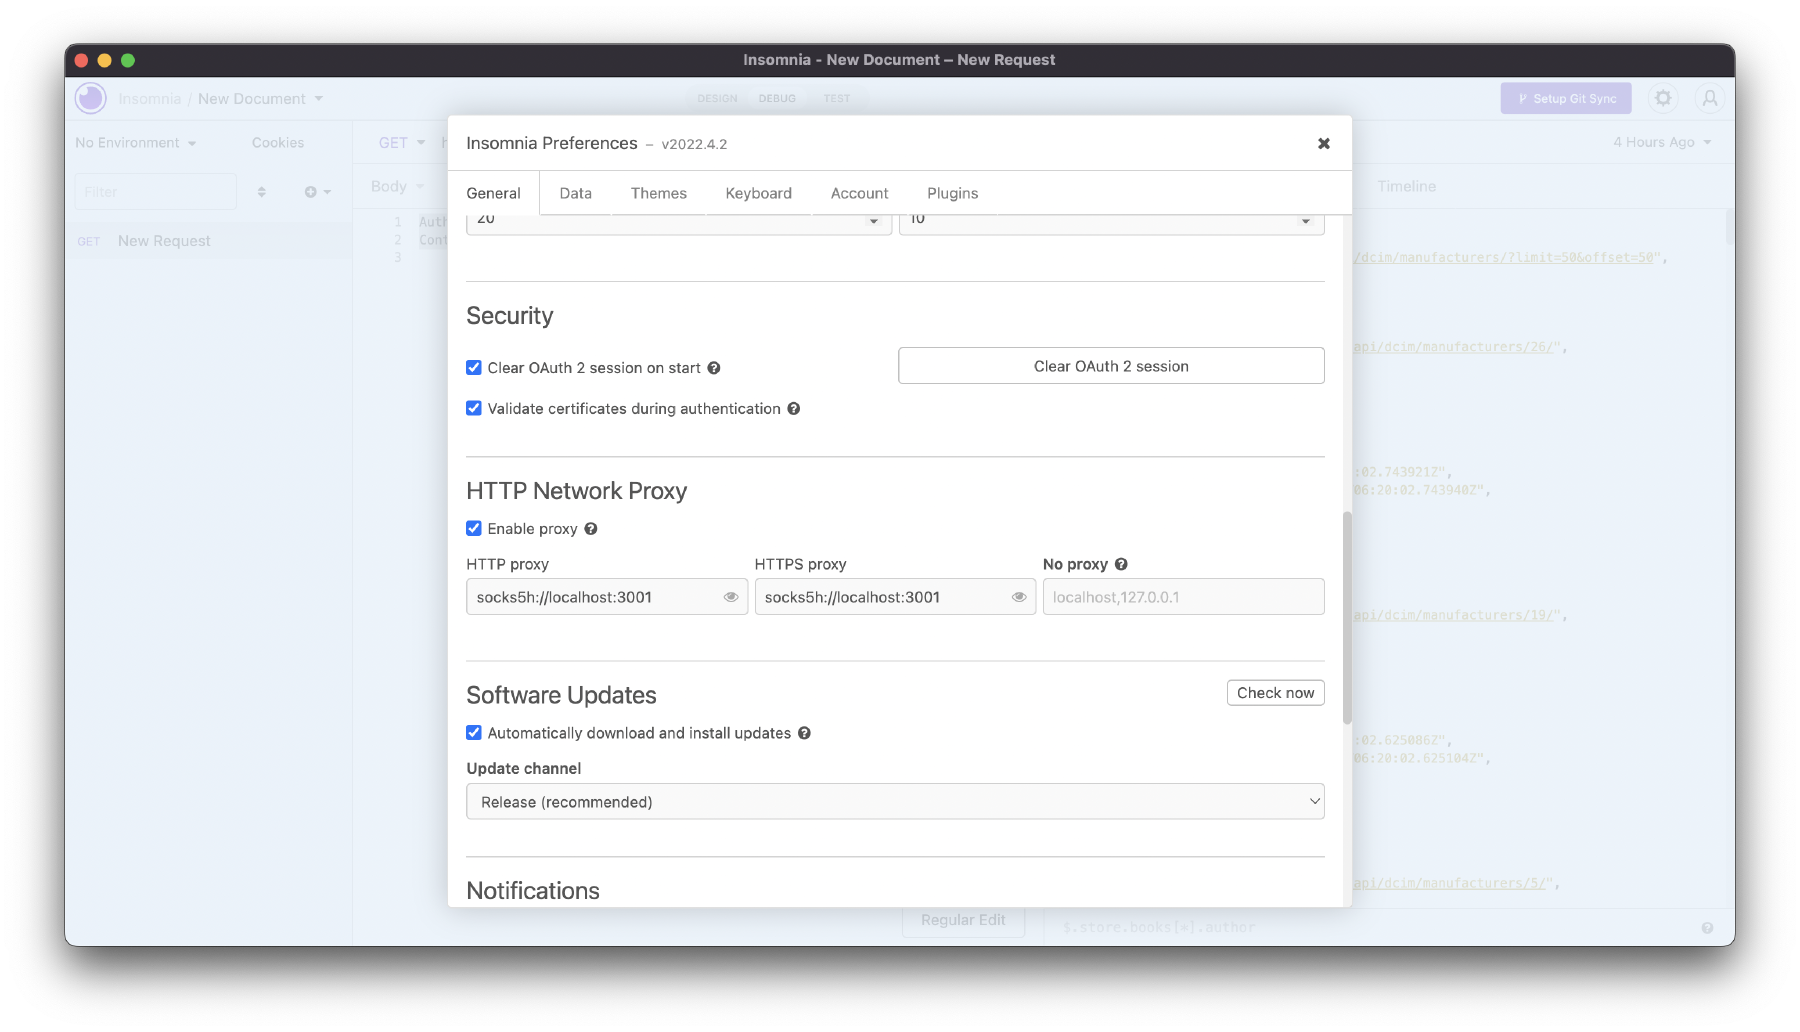 Insomnia - New Document – New Request
Insomnia / New Document
DESIGN DEBUG TEST
Setup Git Sync
No Environment
Cookies
GET
4 Hours Ago
Filter
Body
Timeline
GET New Request
1 Auth
2 Cont
3
Insomnia Preferences – v2022.4.2
General Data Themes Keyboard Account Plugins
20
10
Security
Clear OAuth 2 session on start
Clear OAuth 2 session
Validate certificates during authentication
HTTP Network Proxy
Enable proxy
HTTP proxy
HTTPS proxy
No proxy
socks5h://localhost:3001
socks5h://localhost:3001
localhost,127.0.0.1
Software Updates
Check now
Automatically download and install updates
Update channel
Release (recommended)
Notifications
/dcim/manufacturers/?limit=50&offset=50",
api/dcim/manufacturers/26/",
:02.743921Z",
06:20:02.743940Z",
api/dcim/manufacturers/19/",
:02.625086Z",
06:20:02.625104Z",
api/dcim/manufacturers/5/",
Regular Edit
$.store.books[*].author